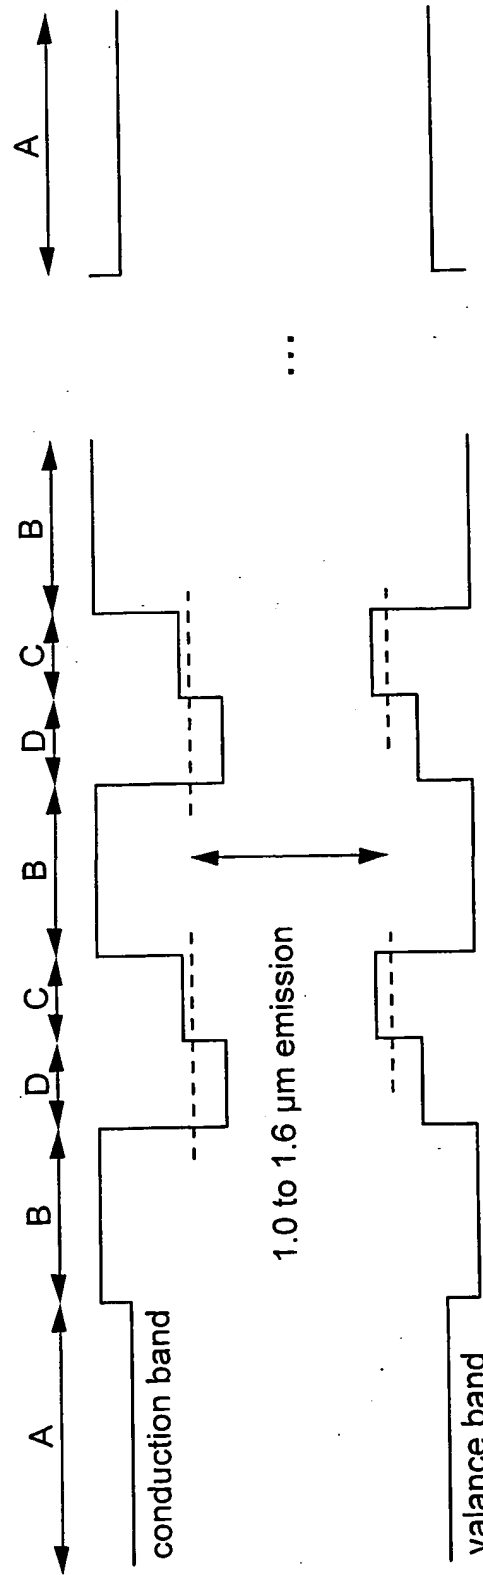 A
B
D
C
B
D
C
B
A
conduction band
1.0 to 1.6 µm emission
...
valance band